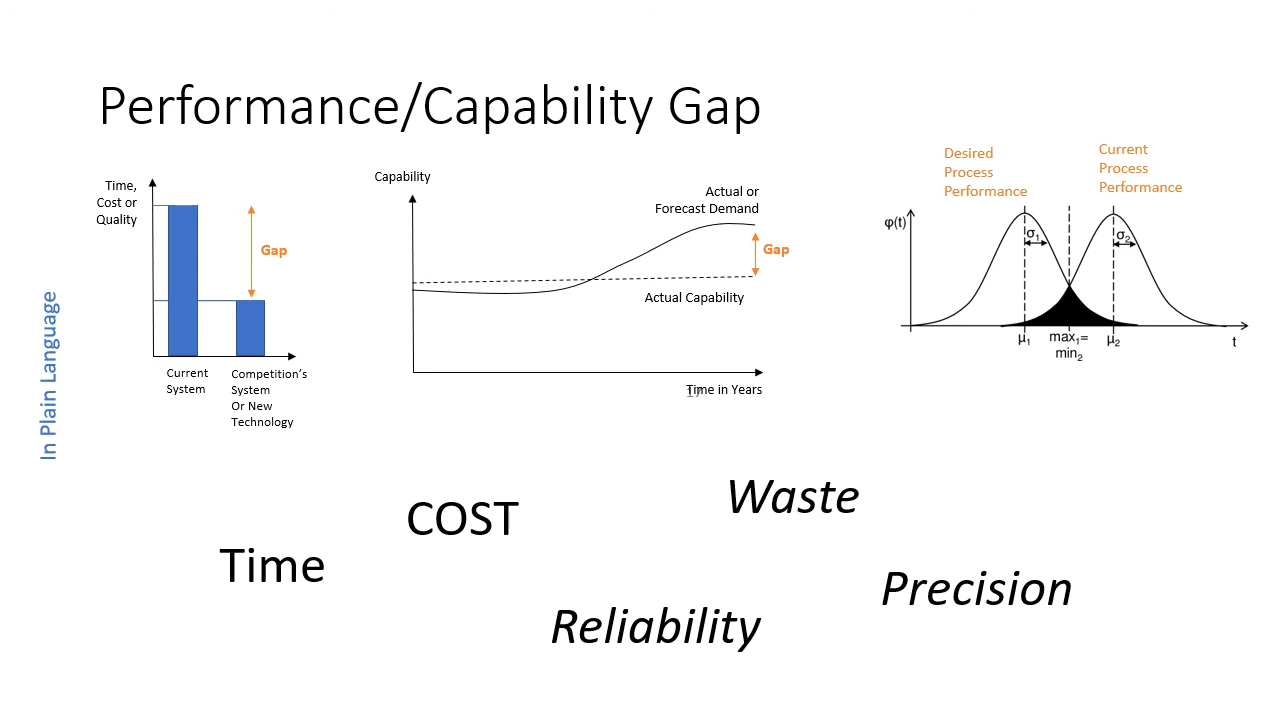 Performance/Capability Gap
In Plain Language
Time,
Cost or
Quality
Gap
Current
System
Competition's
System
Or New
Technology
Capability
Actual or
Forecast Demand
Gap
Actual Capability
Time in Years
17
Desired
Process
Performance
Current
Process
Performance
φ(t)
σ₁
σ₂
μ₁
max₁=
min₂
μ₂
t
Waste
COST
Time
Precision
Reliability